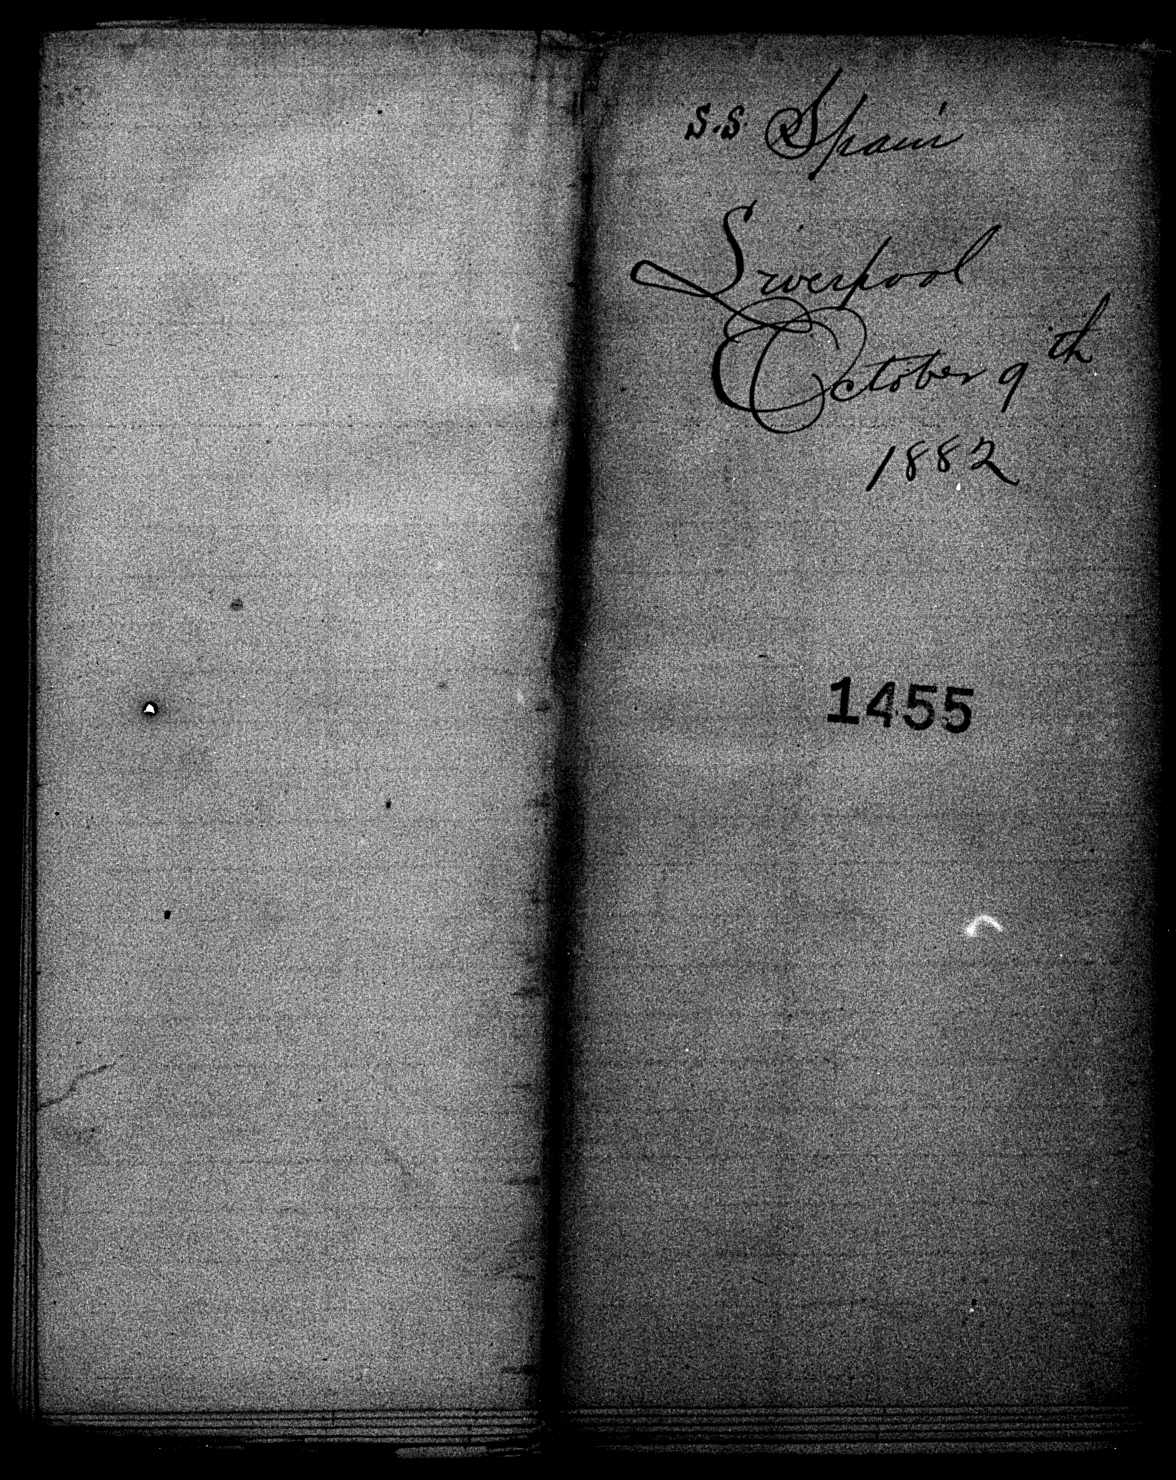 S.S. Spain
Liverpool
October 9th
1882
1455